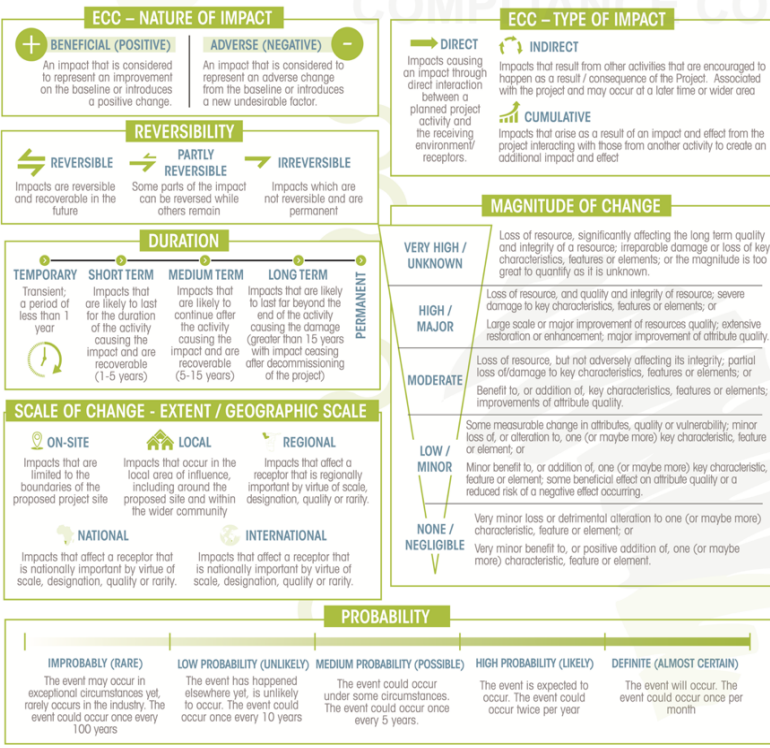 COMPLIANCE CO
ECC – NATURE OF IMPACT
+ BENEFICIAL (POSITIVE)
An impact that is considered
to represent an improvement
on the baseline or introduces
a positive change.
ADVERSE (NEGATIVE) -
An impact that is considered to
represent an adverse change
from the baseline or introduces
a new undesirable factor.
ECC – TYPE OF IMPACT
DIRECT
Impacts causing
an impact through
direct interaction
between a
planned project
activity and
the receiving
environment/
receptors.
INDIRECT
Impacts that result from other activities that are encouraged to
happen as a result / consequence of the Project. Associated
with the project and may occur at a later time or wider area
CUMULATIVE
Impacts that arise as a result of an impact and effect from the
project interacting with those from another activity to create an
additional impact and effect
REVERSIBILITY
REVERSIBLE
Impacts are reversible
and recoverable in the
future
PARTLY
REVERSIBLE
Some parts of the impact
can be reversed while
others remain
IRREVERSIBLE
Impacts which are
not reversible and are
permanent
DURATION
TEMPORARY
Transient;
a period of
less than 1
year
SHORT TERM
Impacts that
are likely to last
for the duration
of the activity
causing the
impact and are
recoverable
(1-5 years)
MEDIUM TERM
Impacts that
are likely to
continue after
the activity
causing the
impact and are
recoverable
(5-15 years)
LONG TERM
Impacts that are likely
to last far beyond the
end of the activity
causing the damage
(greater than 15 years
with impact ceasing
after decommissioning
of the project)
PERMANENT
MAGNITUDE OF CHANGE
VERY HIGH /
UNKNOWN
Loss of resource, significantly affecting the long term quality
and integrity of a resource; irreparable damage or loss of key
characteristics, features or elements; or the magnitude is too
great to quantify as it is unknown.
HIGH /
MAJOR
Loss of resource, and quality and integrity of resource; severe
damage to key characteristics, features or elements; or
Large scale or major improvement of resources quality; extensive
restoration or enhancement; major improvement of attribute quality.
MODERATE
Loss of resource, but not adversely affecting its integrity; partial
loss of/damage to key characteristics, features or elements; or
Benefit to, or addition of, key characteristics, features or elements;
improvements of attribute quality.
LOW /
MINOR
Some measurable change in attributes, quality or vulnerability; minor
loss of, or alteration to, one (or maybe more) key characteristic, feature
or element; or
Minor benefit to, or addition of, one (or maybe more) key characteristic,
feature or element; some beneficial effect on attribute quality or a
reduced risk of a negative effect occurring.
NONE /
NEGLIGIBLE
Very minor loss or detrimental alteration to one (or maybe more)
characteristic, feature or element; or
Very minor benefit to, or positive addition of, one (or maybe
more) characteristic, feature or element.
SCALE OF CHANGE - EXTENT / GEOGRAPHIC SCALE
ON-SITE
Impacts that are
limited to the
boundaries of the
proposed project site
LOCAL
Impacts that occur in the
local area of influence,
including around the
proposed site and within
the wider community
REGIONAL
Impacts that affect a
receptor that is regionally
important by virtue of scale,
designation, quality or rarity.
NATIONAL
Impacts that affect a receptor that
is nationally important by virtue of
scale, designation, quality or rarity.
INTERNATIONAL
Impacts that affect a receptor that
is nationally important by virtue of
scale, designation, quality or rarity.
PROBABILITY
IMPROBABLY (RARE)
The event may occur in
exceptional circumstances yet,
rarely occurs in the industry. The
event could occur once every
100 years
LOW PROBABILITY (UNLIKELY)
The event has happened
elsewhere yet, is unlikely
to occur. The event could
occur once every 10 years
MEDIUM PROBABILITY (POSSIBLE)
The event could occur
under some circumstances.
The event could occur once
every 5 years.
HIGH PROBABILITY (LIKELY)
The event is expected to
occur. The event could
occur twice per year
DEFINITE (ALMOST CERTAIN)
The event will occur. The
event could occur once per
month